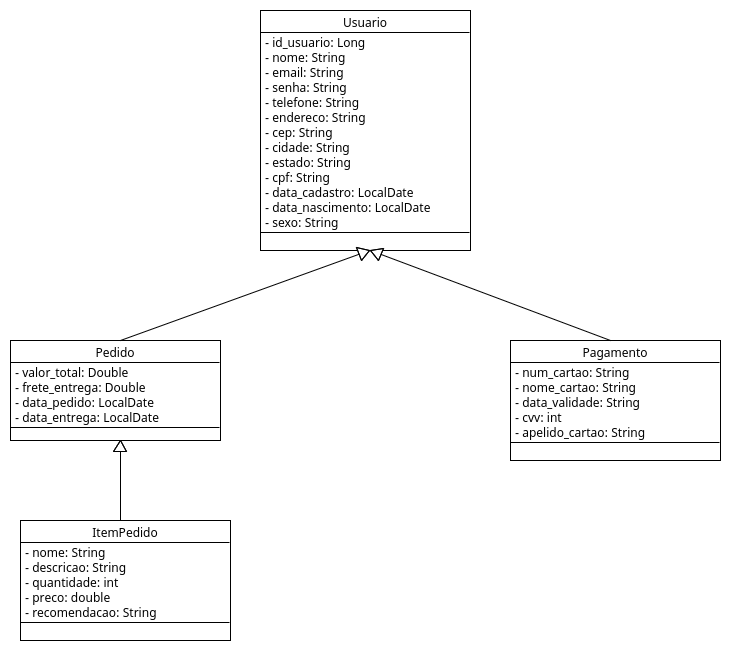 Usuario
- id_usuario: Long
- nome: String
- email: String
- senha: String
- telefone: String
- endereco: String
- cep: String
- cidade: String
- estado: String
- cpf: String
- data_cadastro: LocalDate
- data_nascimento: LocalDate
- sexo: String
Pedido
- valor_total: Double
- frete_entrega: Double
- data_pedido: LocalDate
- data_entrega: LocalDate
Pagamento
- num_cartao: String
- nome_cartao: String
- data_validade: String
- cvv: int
- apelido_cartao: String
ItemPedido
- nome: String
- descricao: String
- quantidade: int
- preco: double
- recomendacao: String